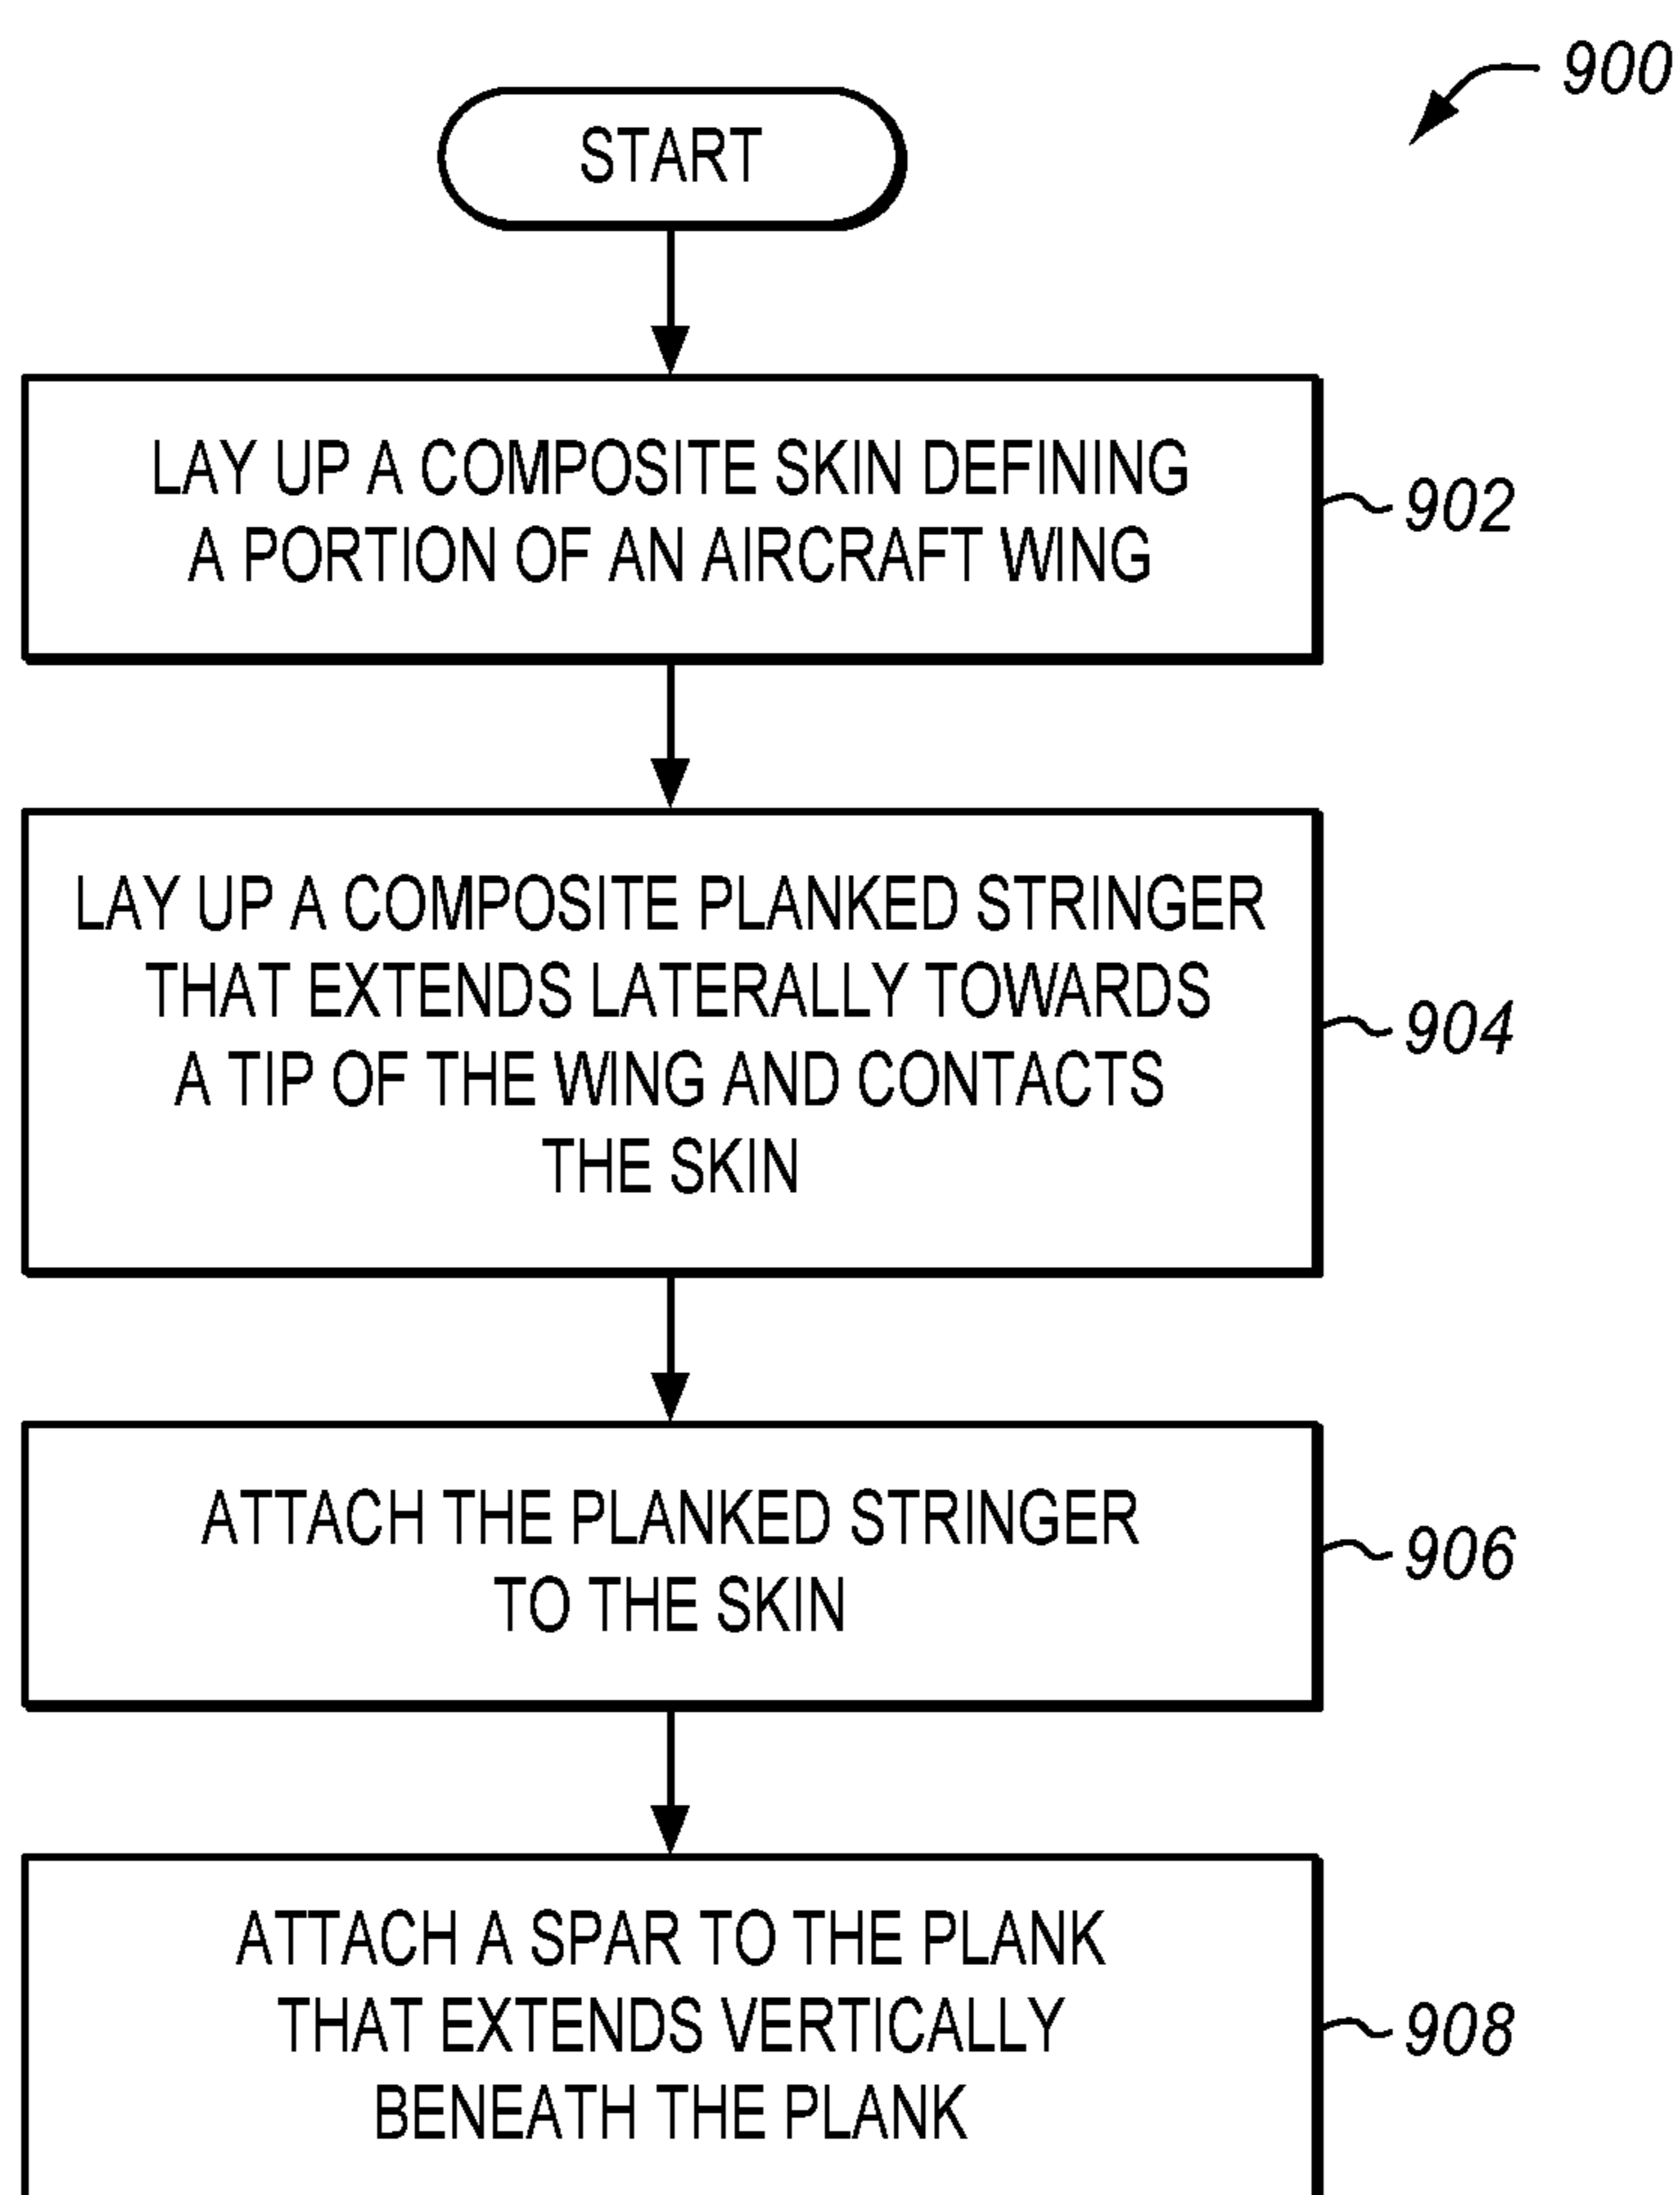 900
START
LAY UP A COMPOSITE SKIN DEFINING
A PORTION OF AN AIRCRAFT WING
902
LAY UP A COMPOSITE PLANKED STRINGER
THAT EXTENDS LATERALLY TOWARDS
A TIP OF THE WING AND CONTACTS
THE SKIN
904
ATTACH THE PLANKED STRINGER
TO THE SKIN
906
ATTACH A SPAR TO THE PLANK
THAT EXTENDS VERTICALLY
BENEATH THE PLANK
908